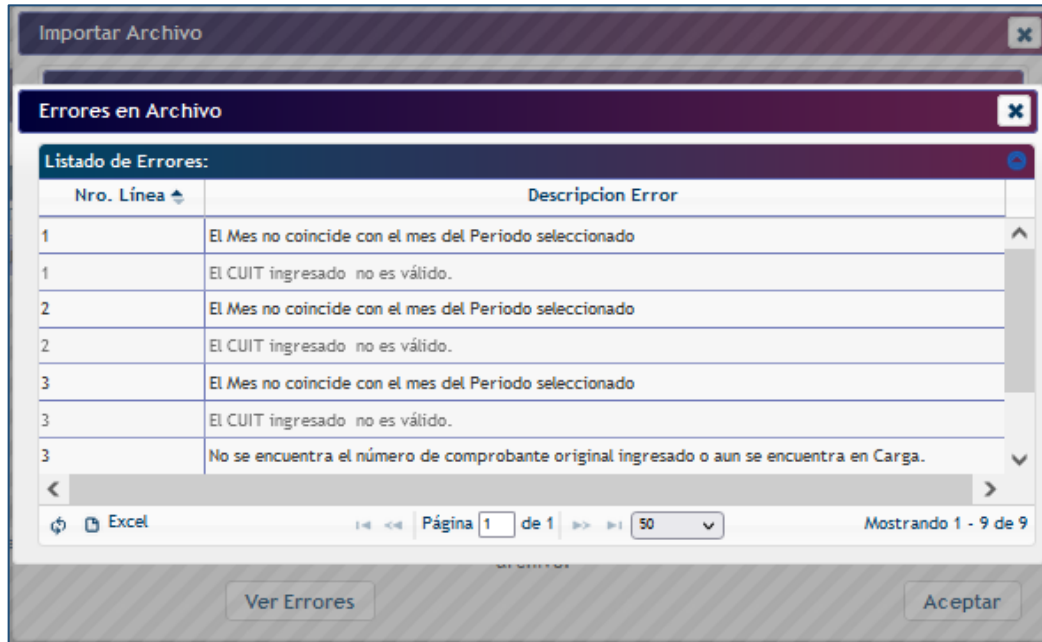 Importar Archivo
Errores en Archivo
Listado de Errores:
Nro. Línea Descripcion Error
1 El Mes no coincide con el mes del Periodo seleccionado
1 El CUIT ingresado no es válido.
2 El Mes no coincide con el mes del Periodo seleccionado
2 El CUIT ingresado no es válido.
3 El Mes no coincide con el mes del Periodo seleccionado
3 El CUIT ingresado no es válido.
3 No se encuentra el número de comprobante original ingresado o aun se encuentra en Carga.
Excel Página 1 de 1 50 Mostrando 1 - 9 de 9
archivo.
Ver Errores Aceptar